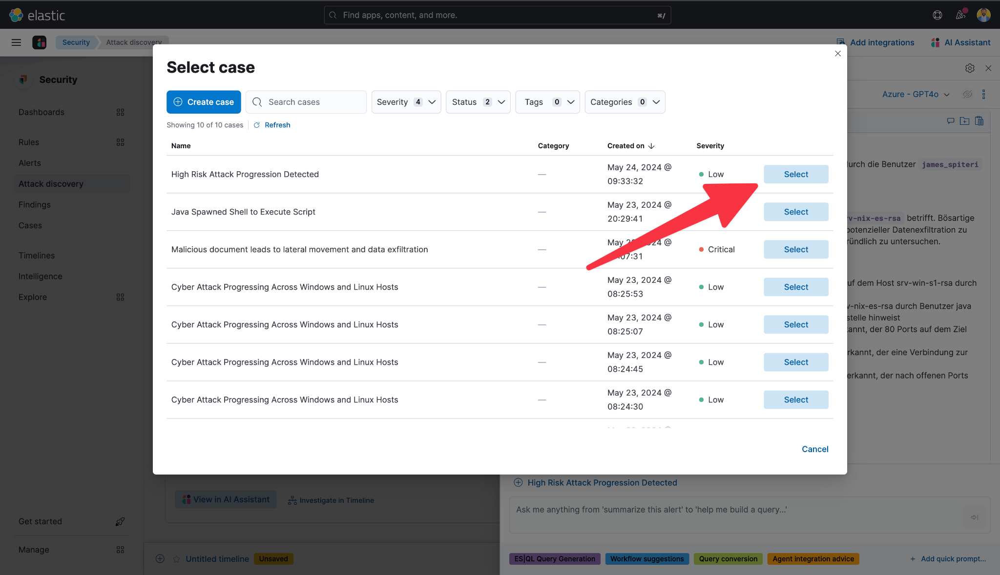 elastic
Find apps, content, and more.
⌘/
Security
Attack discovery
Add integrations
AI Assistant
Security
Dashboards
Rules
Alerts
Attack discovery
Findings
Cases
Timelines
Intelligence
Explore
Get started
Manage
Select case
Create case
Search cases
Severity 4
Status 2
Tags 0
Categories 0
Showing 10 of 10 cases
Refresh
Name Category Created on Severity
High Risk Attack Progression Detected — May 24, 2024 @ 09:33:32 Low Select
Java Spawned Shell to Execute Script — May 23, 2024 @ 20:29:41 Select
Malicious document leads to lateral movement and data exfiltration — May :07:31 Critical Select
Cyber Attack Progressing Across Windows and Linux Hosts — May 23, 2024 @ 08:25:53 Low Select
Cyber Attack Progressing Across Windows and Linux Hosts — May 23, 2024 @ 08:25:07 Low Select
Cyber Attack Progressing Across Windows and Linux Hosts — May 23, 2024 @ 08:24:45 Low Select
Cyber Attack Progressing Across Windows and Linux Hosts — May 23, 2024 @ 08:24:30 Low Select
Cancel
Azure - GPT4o
durch die Benutzer james_spiteri
rv-nix-es-rsa betrifft. Bösartige
potenzieller Datenexfiltration zu
ründlich zu untersuchen.
uf dem Host srv-win-s1-rsa durch
v-nix-es-rsa durch Benutzer java
stelle hinweist
kannt, der 80 Ports auf dem Ziel
rkannt, der eine Verbindung zur
erkannt, der nach offenen Ports
View in AI Assistant
Investigate in Timeline
High Risk Attack Progression Detected
Ask me anything from 'summarize this alert' to 'help me build a query...'
Untitled timeline
Unsaved
ES|QL Query Generation
Workflow suggestions
Query conversion
Agent integration advice
+ Add quick prompt...